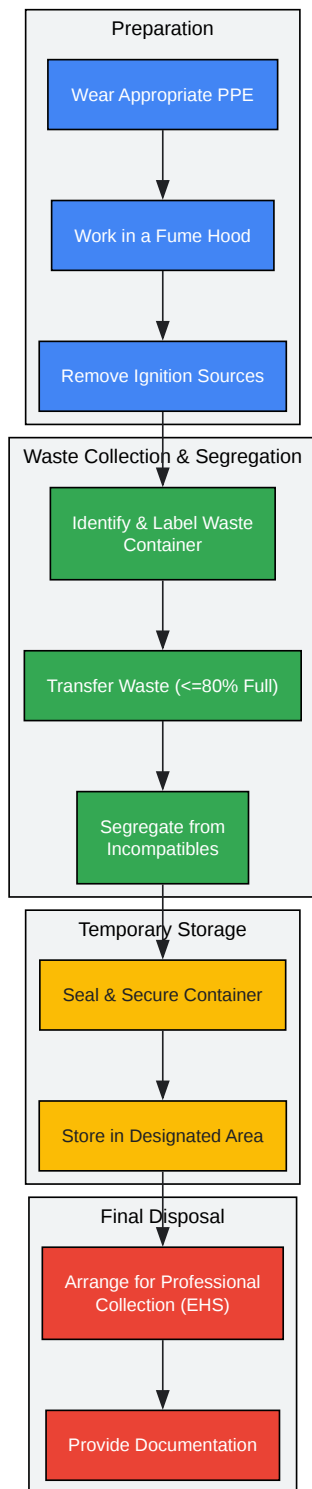 Preparation
Wear Appropriate PPE
Work in a Fume Hood
Remove Ignition Sources
Waste Collection & Segregation
Identify & Label Waste
Container
Transfer Waste (<=80% Full)
Segregate from
Incompatibles
Temporary Storage
Seal & Secure Container
Store in Designated Area
Final Disposal
Arrange for Professional
Collection (EHS)
Provide Documentation